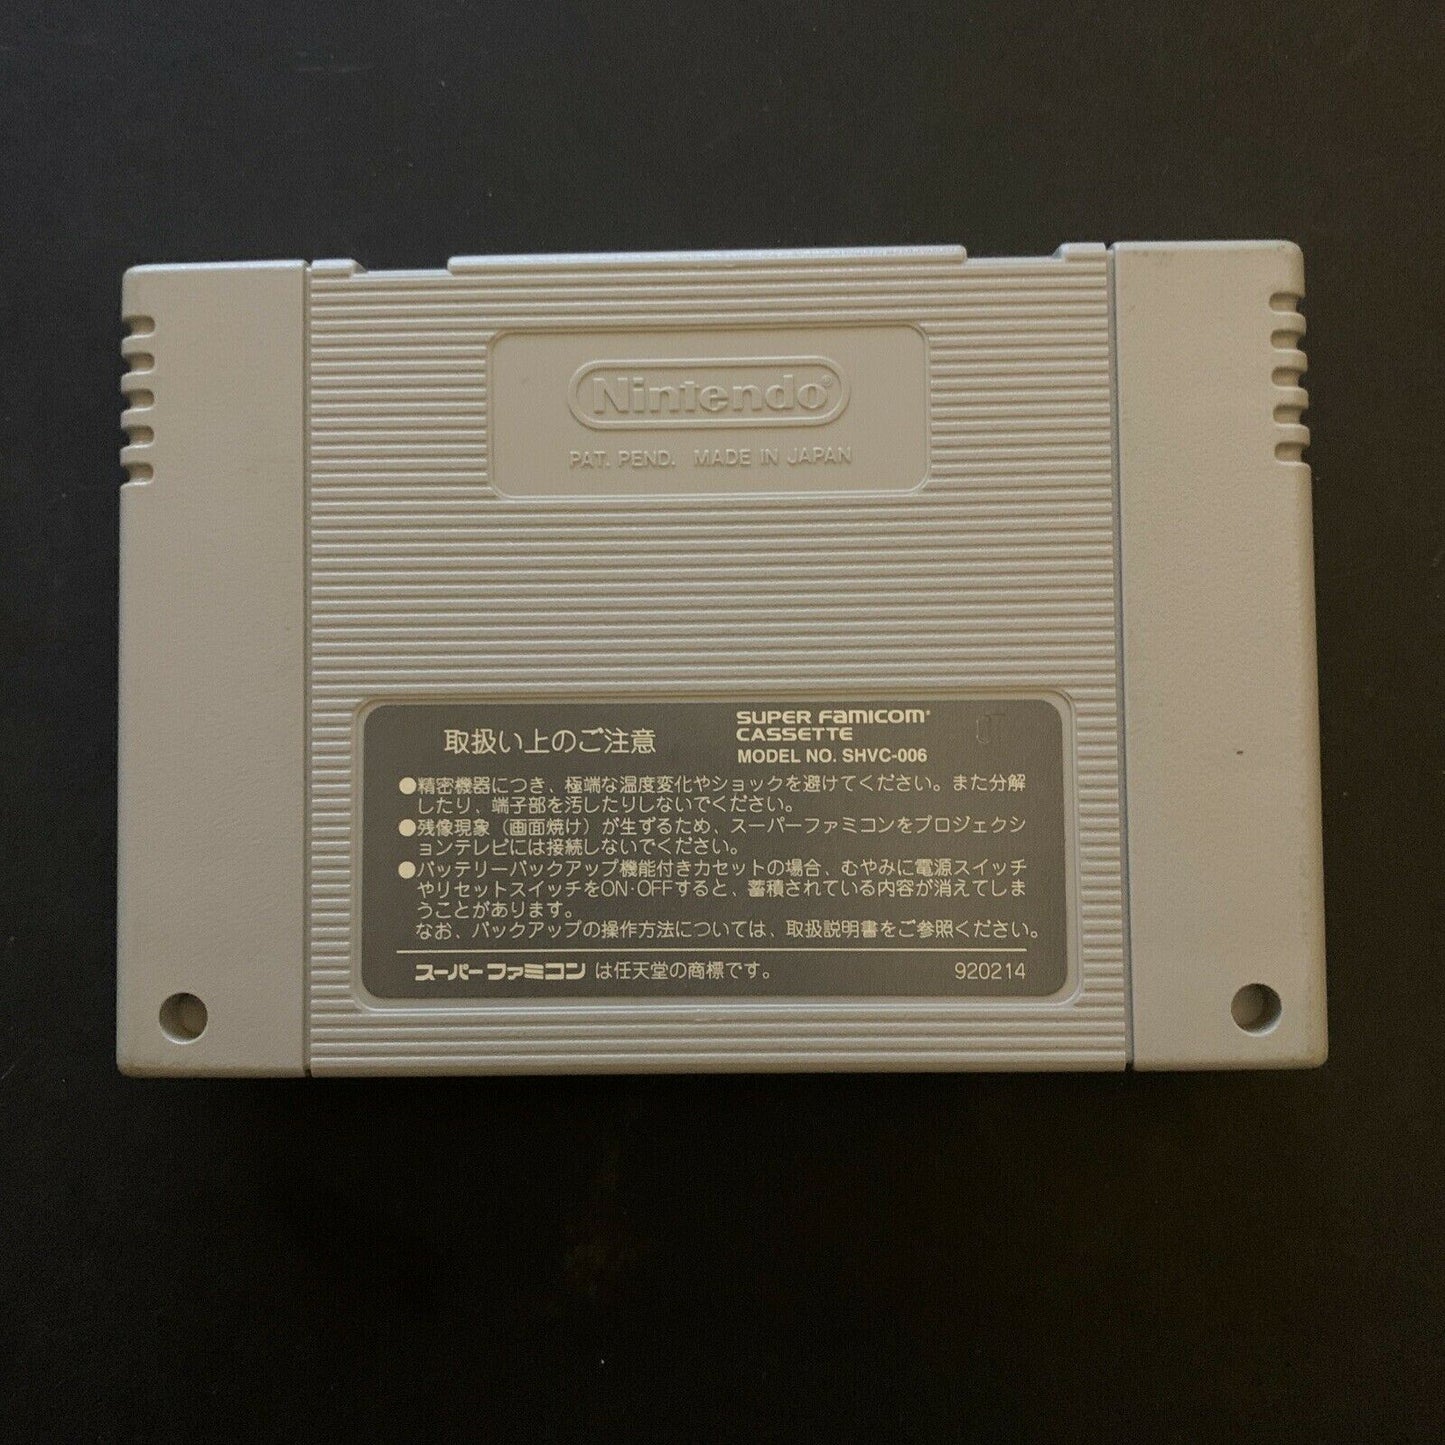 Nintendo®
PAT. PEND. MADE IN JAPAN
取扱い上のご注意
SUPER FAMICOM®
CASSETTE
MODEL NO. SHVC-006
●精密機器につき、極端な温度変化やショックを避けてください。また分解
したり、端子部を汚したりしないでください。
●残像現象（画面焼け）が生ずるため、スーパーファミコンをプロジェクシ
ョンテレビには接続しないでください。
●バッテリーバックアップ機能付きカセットの場合、むやみに電源スイッチ
やリセットスイッチをON·OFFすると、蓄積されている内容が消えてしま
うことがあります。
なお、バックアップの操作方法については、取扱説明書をご参照ください。
スーパーファミコン は任天堂の商標です。 920214